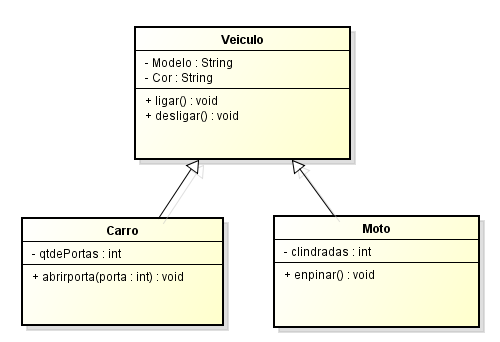 Veiculo
- Modelo : String
- Cor : String
+ ligar() : void
+ desligar() : void
Carro
- qtdePortas : int
+ abrirporta(porta : int) : void
Moto
- clindradas : int
+ enpinar() : void